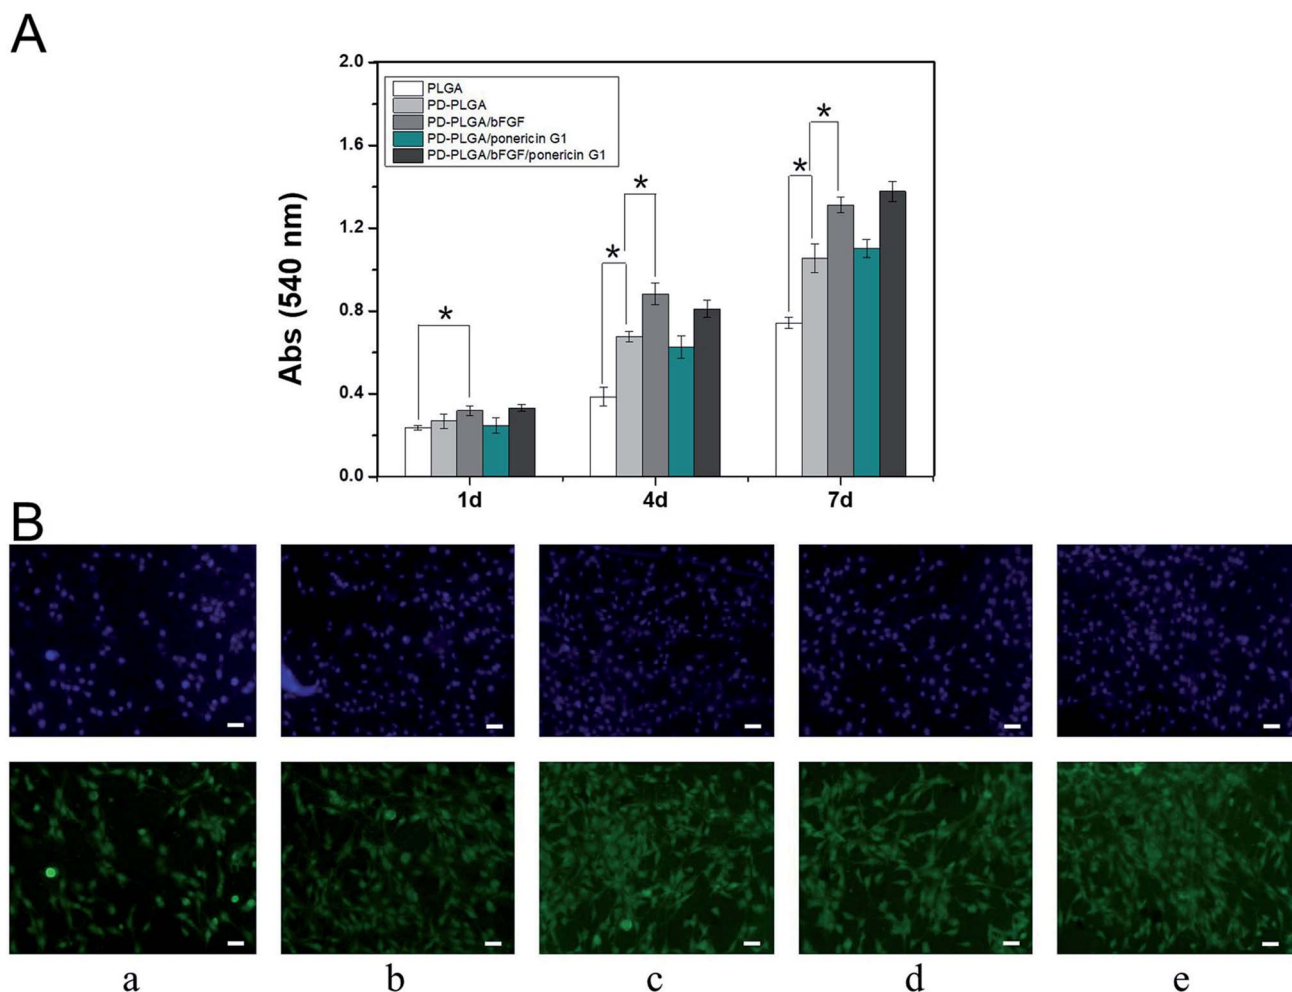 A
Abs (540 nm)
2.0
1.6
1.2
0.8
0.4
0.0
PLGA
PD-PLGA
PD-PLGA/bFGF
PD-PLGA/ponericin G1
PD-PLGA/bFGF/ponericin G1
*
*
*
*
*
1d 4d 7d
B
a b c d e